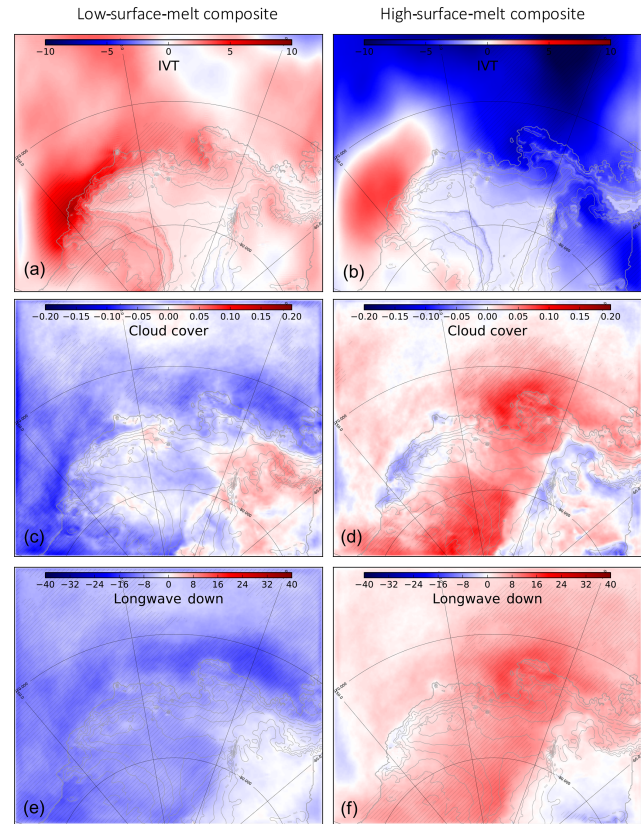 Low-surface-melt composite High-surface-melt composite
−10 −5 0 5 10
IVT
(a)
−10 −5 0 5 10
IVT
(b)
−0.20 −0.15 −0.10 −0.05 0.00 0.05 0.10 0.15 0.20
Cloud cover
(c)
−0.20 −0.15 −0.10 −0.05 0.00 0.05 0.10 0.15 0.20
Cloud cover
(d)
−40 −32 −24 −16 −8 0 8 16 24 32 40
Longwave down
(e)
−40 −32 −24 −16 −8 0 8 16 24 32 40
Longwave down
(f)